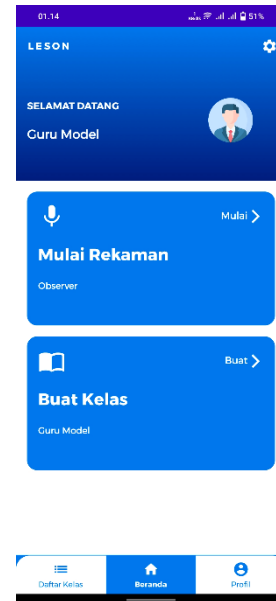 01.14
51%
LESON
SELAMAT DATANG
Guru Model
Mulai
Mulai Rekaman
Observer
Buat
Buat Kelas
Guru Model
Daftar Kelas
Beranda
Profil